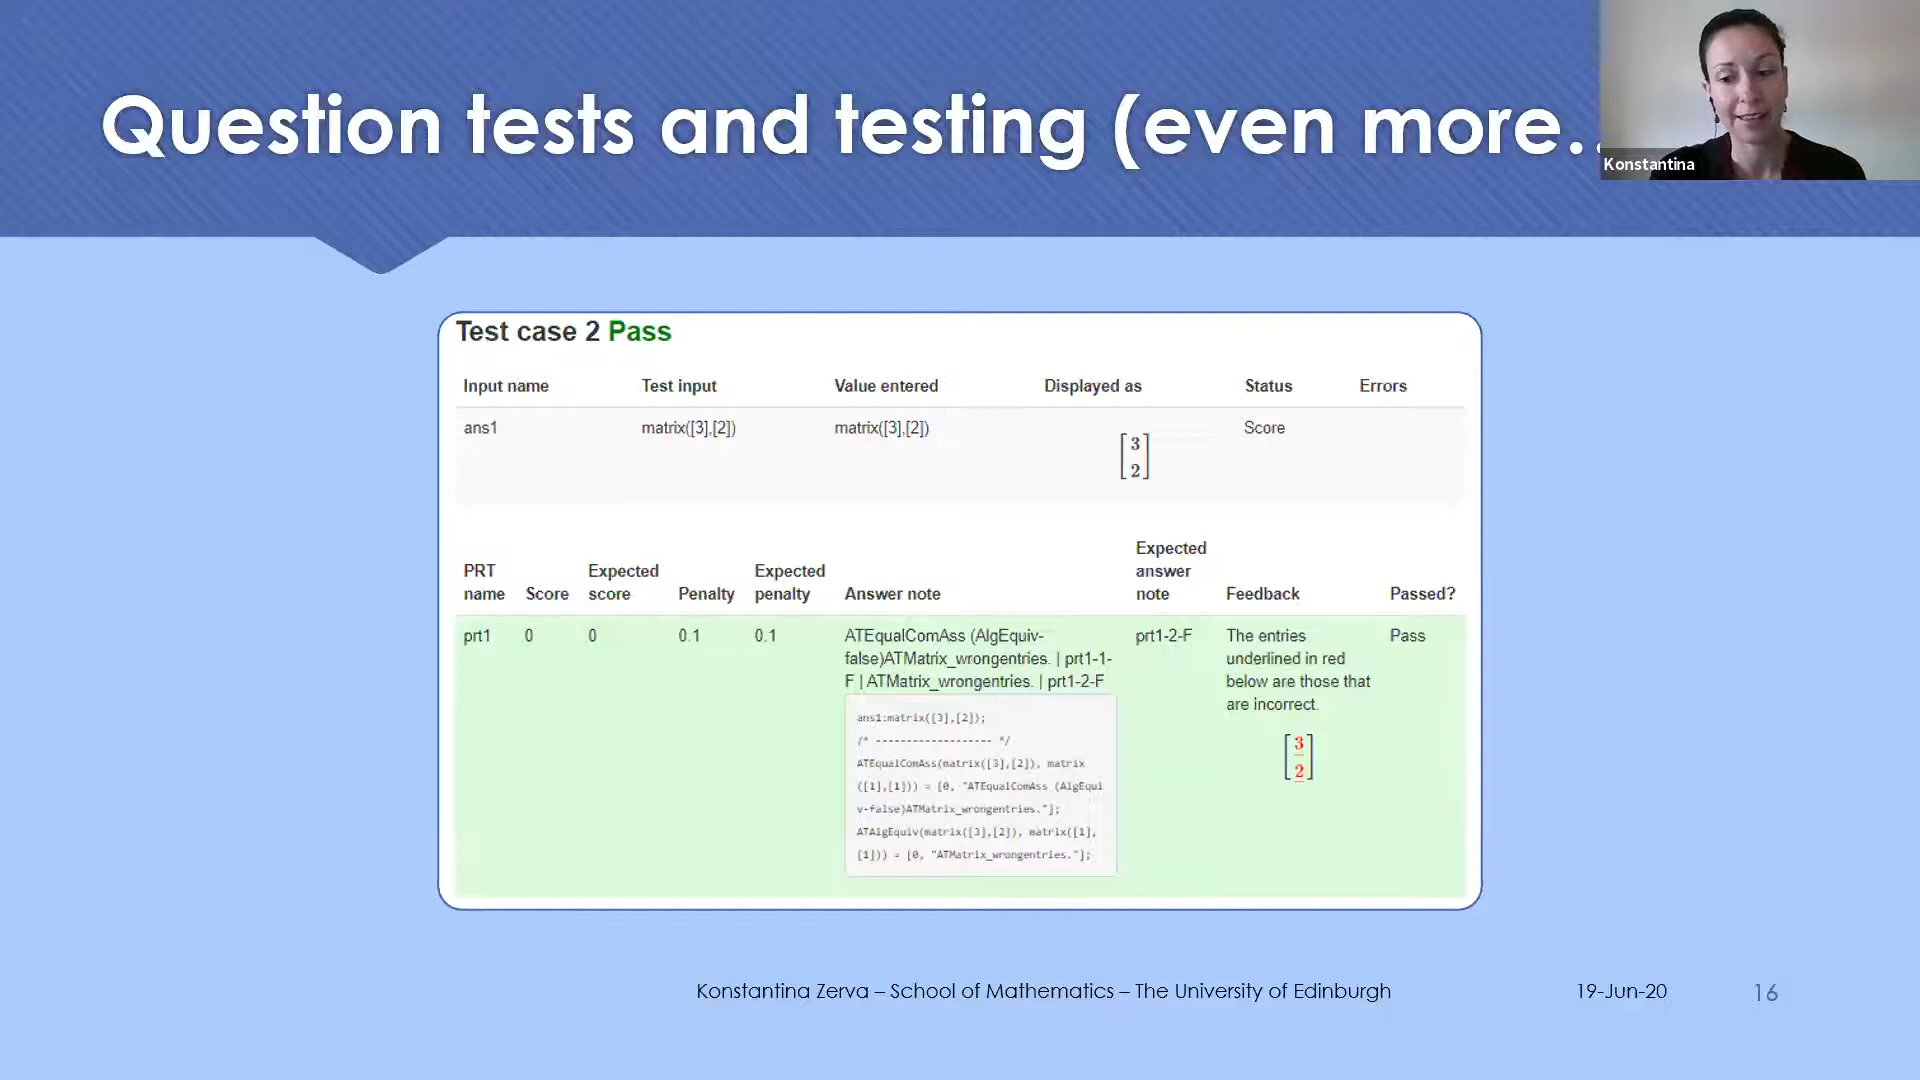 Question tests and testing (even more..
Konstantina
Test case 2 Pass
Input name Test input Value entered Displayed as Status Errors
ans1 matrix([3],[2]) matrix([3],[2]) Score
3
2
PRT name Score Expected score Penalty Expected penalty Answer note Expected answer note Feedback Passed?
prt1 0 0 0.1 0.1
ATEqualComAss (AlgEquiv-
false)ATMatrix_wrongentries. | prt1-1-
F | ATMatrix_wrongentries. | prt1-2-F
ans1:matrix([3],[2]);
/* ------------------- */
ATEqualComAss(matrix([3],[2]), matrix
([1],[1])) = [0, "ATEqualComAss (AlgEqui
v-false)ATMatrix_wrongentries."];
ATAlgEquiv(matrix([3],[2]), matrix([1],
[1])) = [0, "ATMatrix_wrongentries."];
prt1-2-F
The entries
underlined in red
below are those that
are incorrect.
3
2
Pass
Konstantina Zerva – School of Mathematics – The University of Edinburgh 19-Jun-20 16